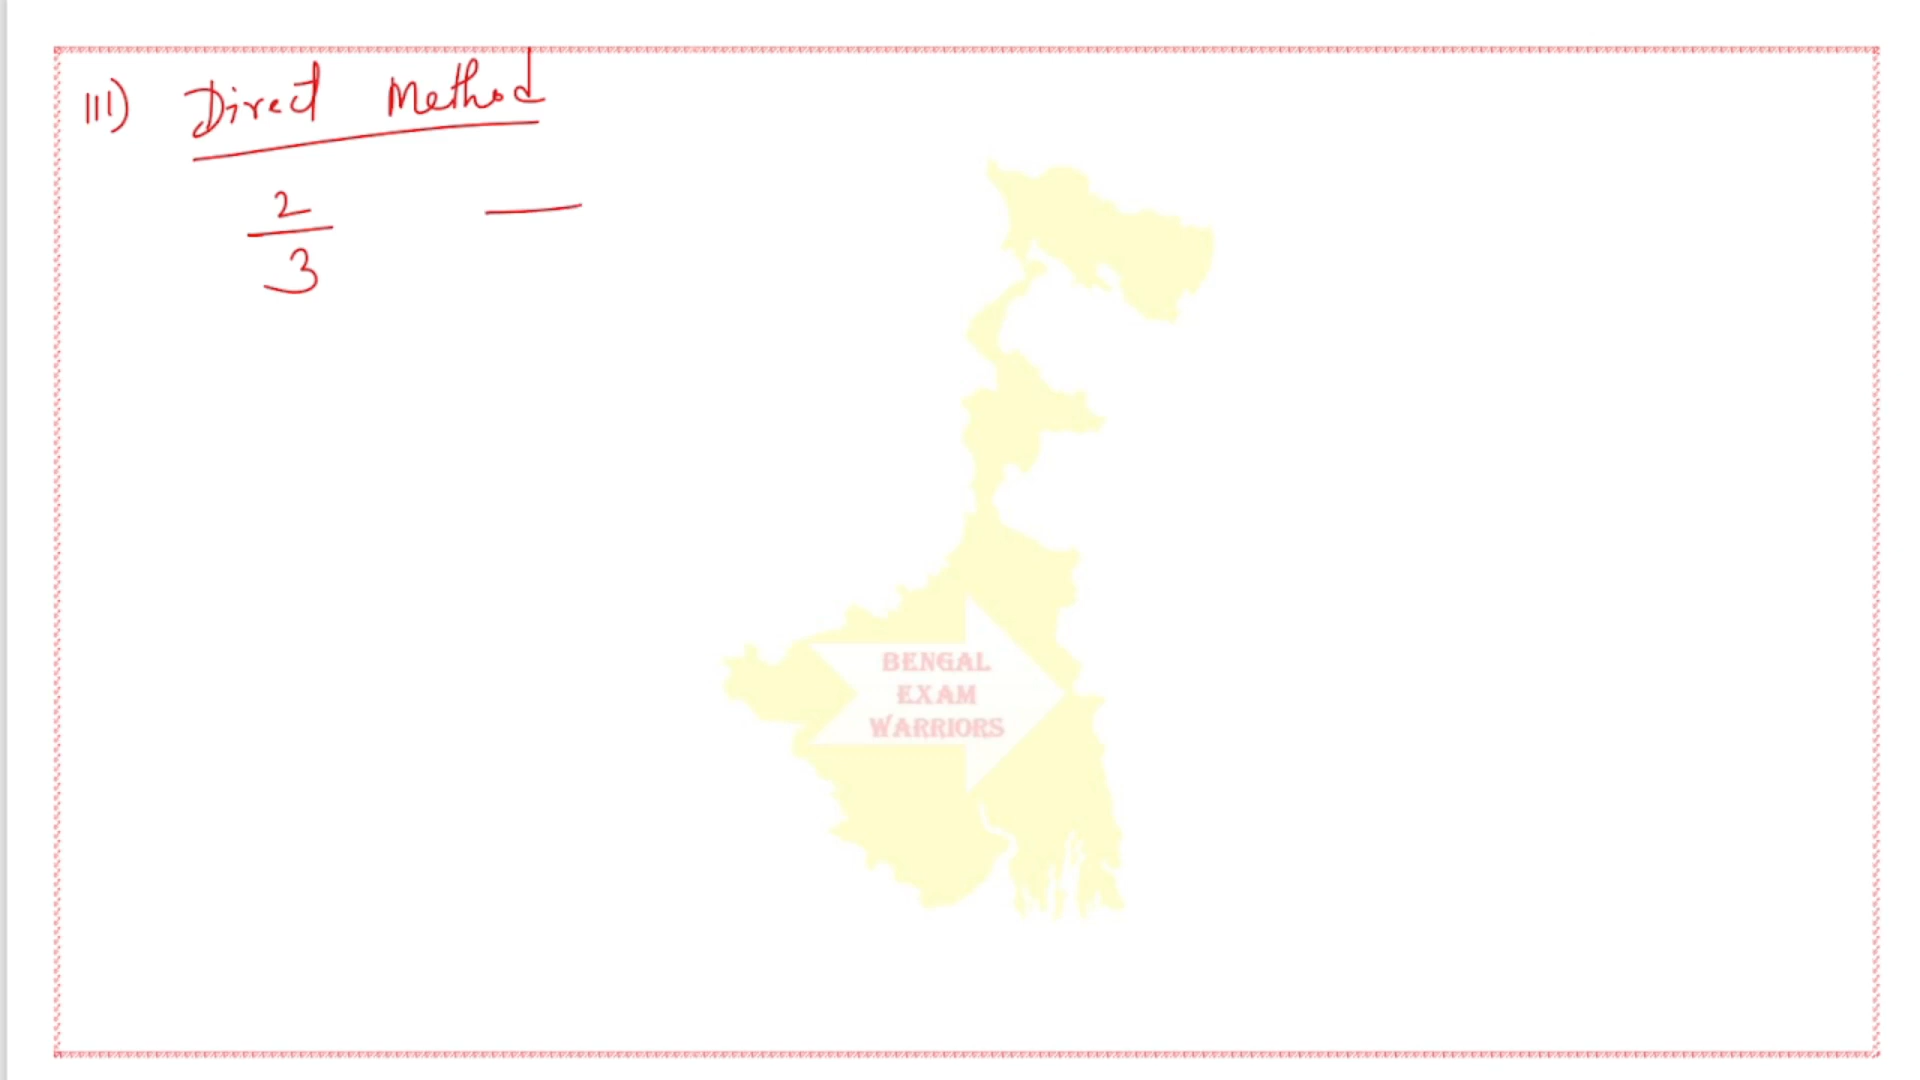 III) Direct Method
2
3
BENGAL
EXAM
WARRIORS